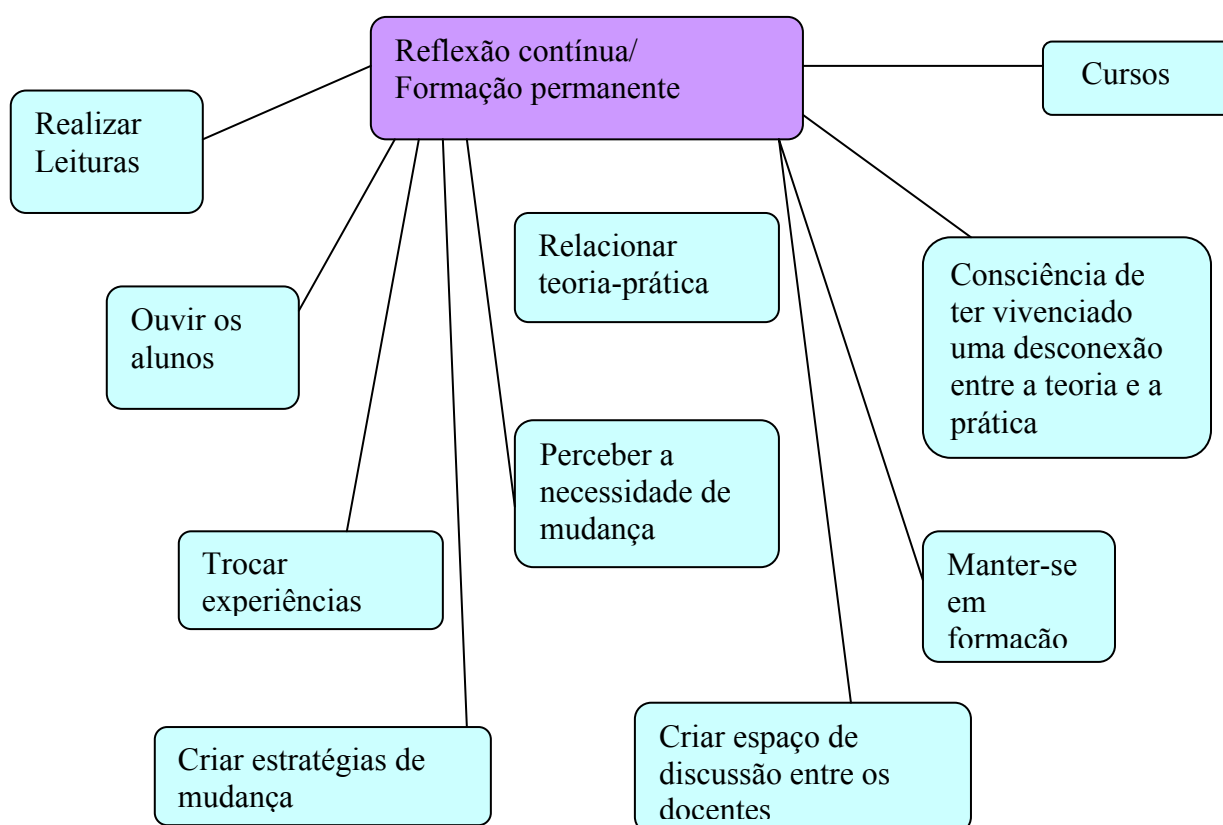 Reflexão contínua/
Formação permanente
Cursos
Realizar
Leituras
Relacionar
teoria-prática
Consciência de
ter vivenciado
uma desconexão
entre a teoria e a
prática
Ouvir os
alunos
Perceber a
necessidade de
mudança
Trocar
experiências
Manter-se
em
formação
Criar estratégias de
mudança
Criar espaço de
discussão entre os
docentes